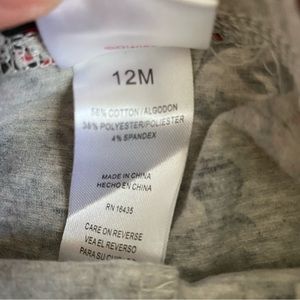 12M
58% COTTON/ALGODON
38% POLYESTER/POLIESTER
4% SPANDEX
MADE IN CHINA
HECHO EN CHINA
RN 16435
CARE ON REVERSE
VEA EL REVERSO
PARA SU